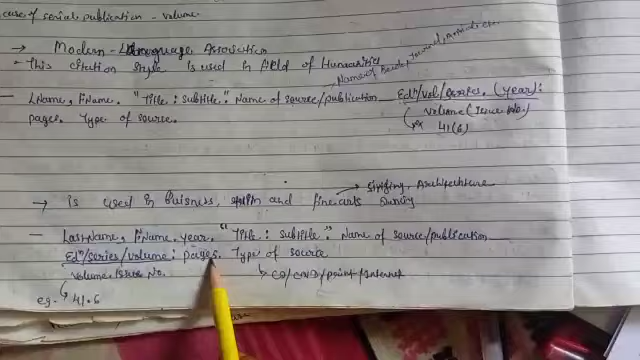 case of serial publication - volume.
→ Modern Language Association
- This citation style is used in field of Humanities
Name of Book, Journal,
- LName, FName. "Title: Subtitle." Name of source/publication Edn/Vol/Series. (year):
pages. Type of source.
Volume (Issue No.)
ex 41(6)
→ Is used in Buisness, and fine arts
→ singing, Architecture
- LastName, FName. year. "Title: Subtitle." Name of source/publication
Edn/series/volume: pages. Type of source
Volume. Issue No.
↳ CD/DVD/print/Internet
eg. 41.6